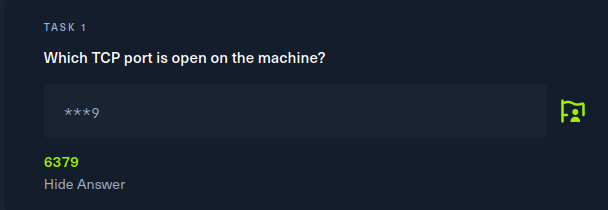 TASK 1
Which TCP port is open on the machine?
***9
6379
Hide Answer